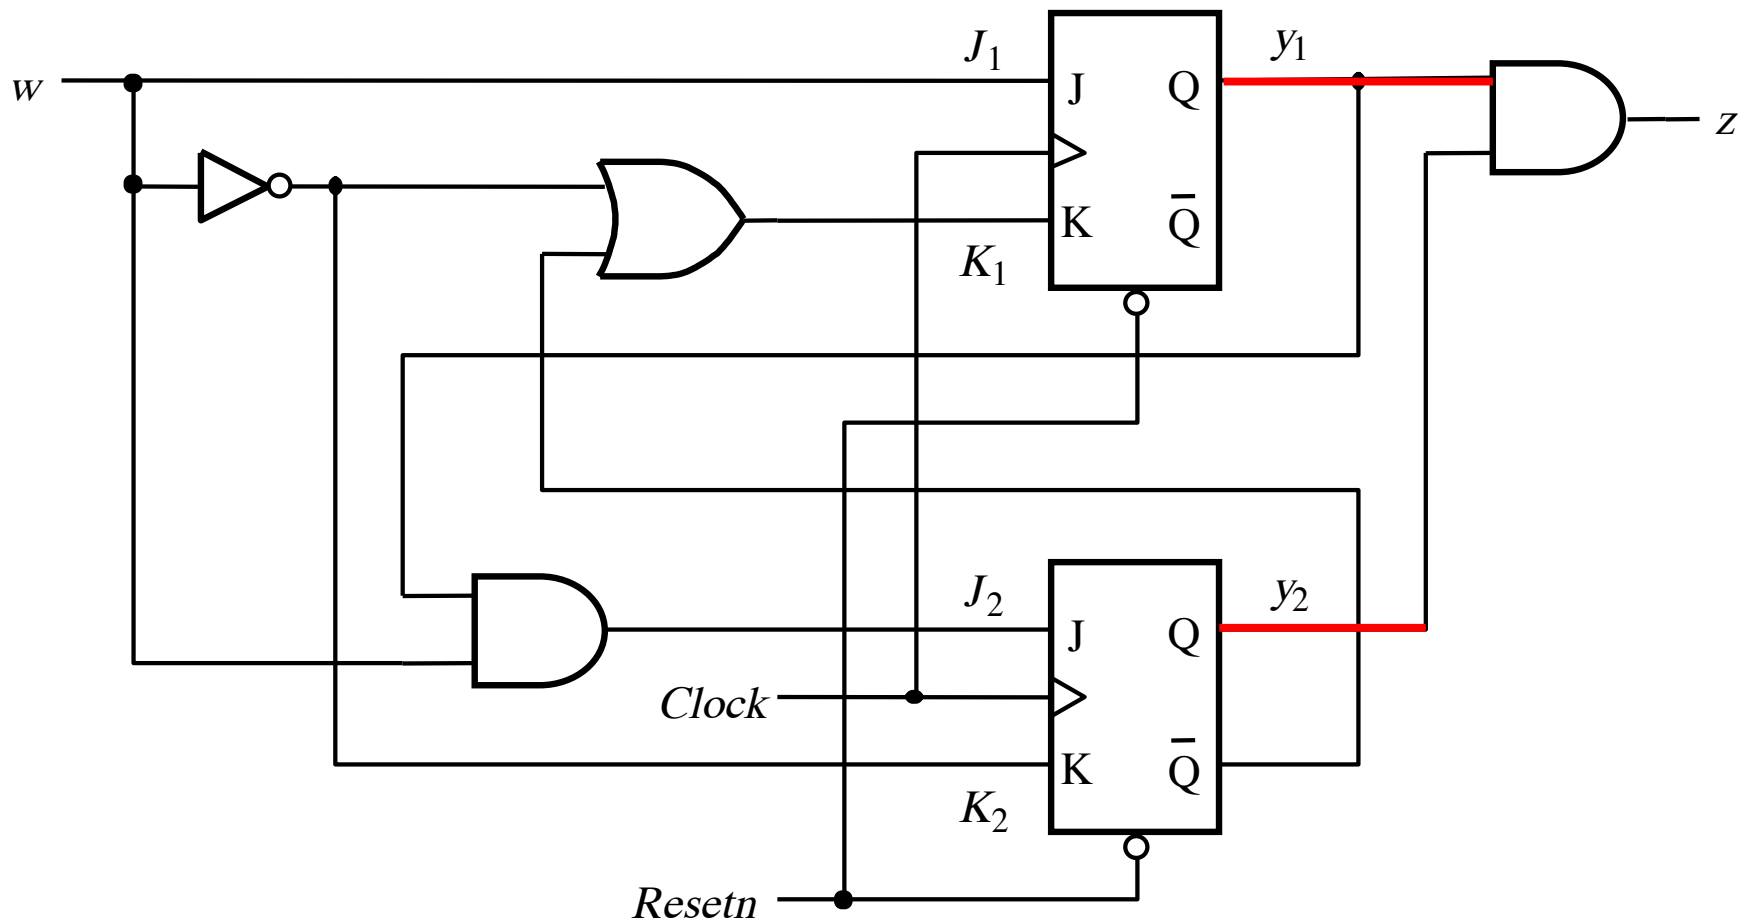 w
J₁
J
Q
y₁
z
K
Q̅
K₁
J₂
J
Q
y₂
Clock
K
Q̅
K₂
Resetn